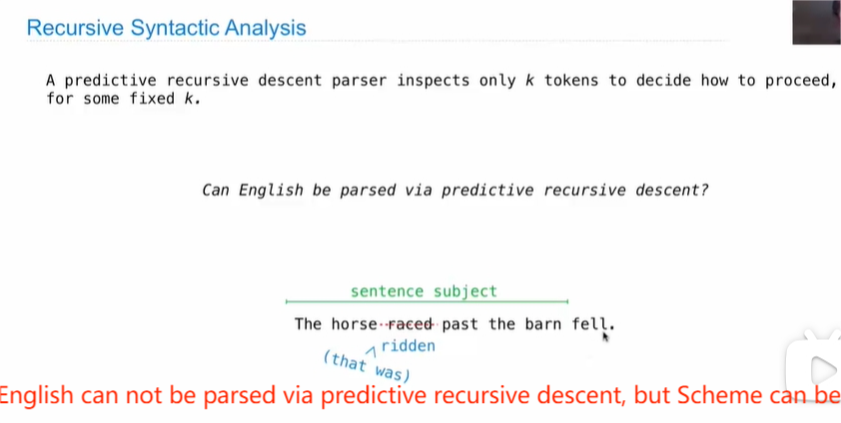 Recursive Syntactic Analysis
A predictive recursive descent parser inspects only k tokens to decide how to proceed,
for some fixed k.
Can English be parsed via predictive recursive descent?
sentence subject
The horse raced past the barn fell.
ridden
(that was)
English can not be parsed via predictive recursive descent, but Scheme can be